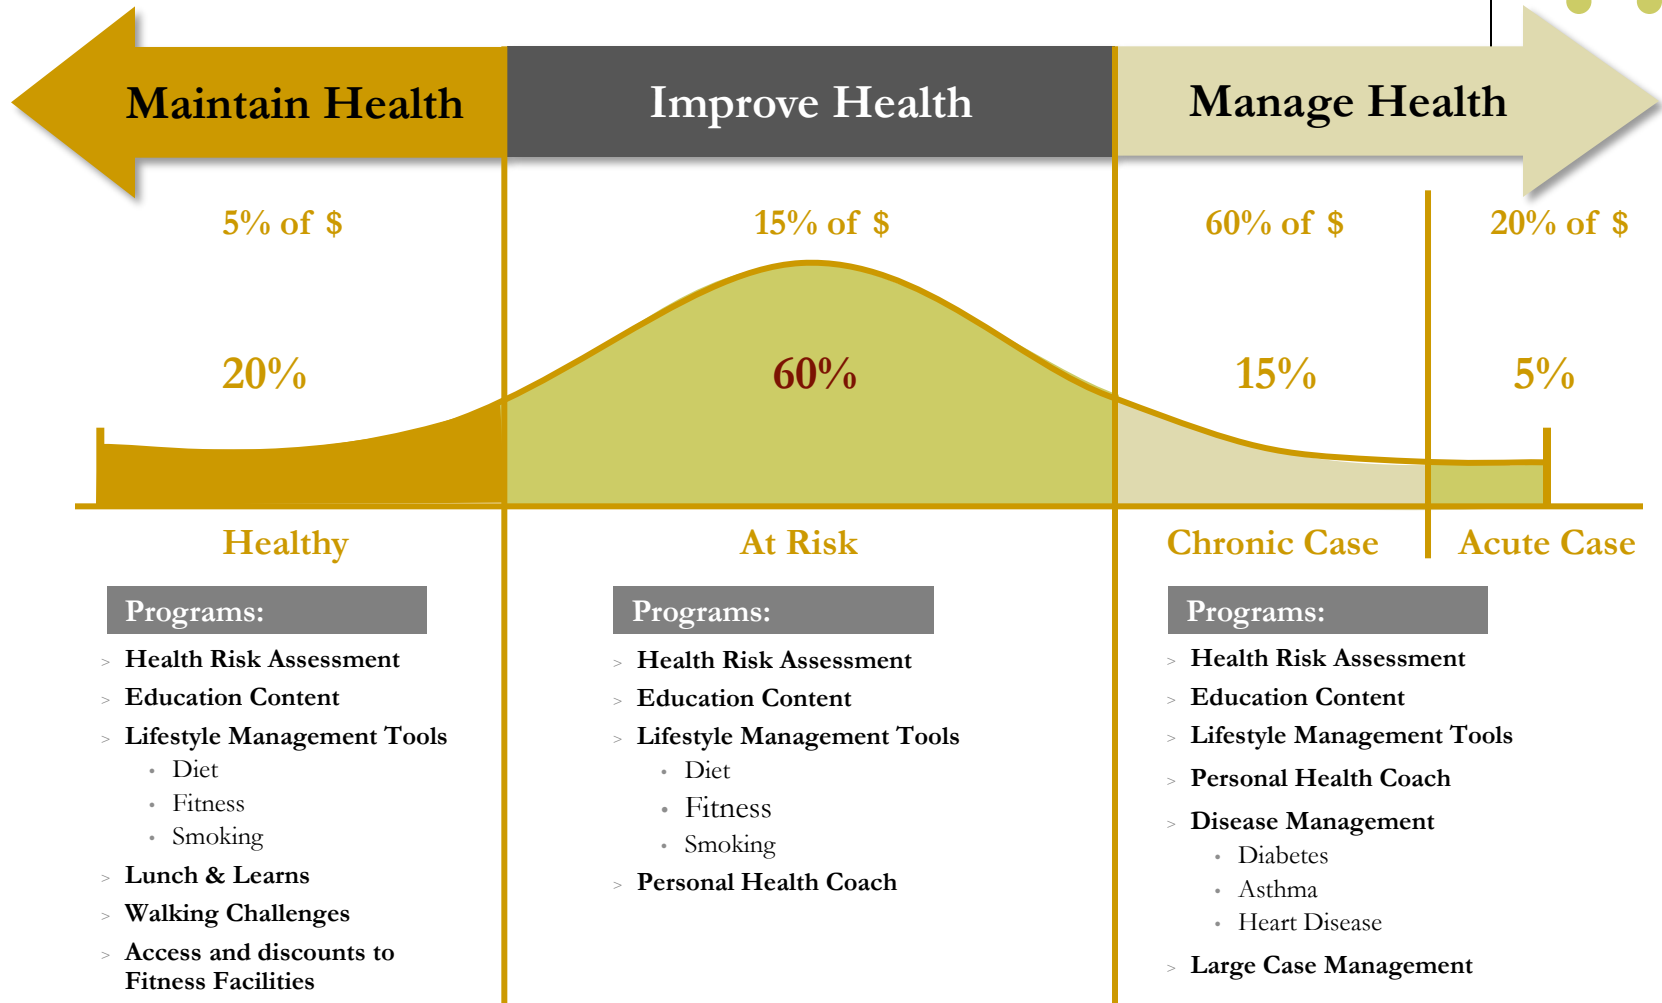 Maintain Health
Improve Health
Manage Health
5% of $
15% of $
60% of $
20% of $
20%
60%
15%
5%
Healthy
At Risk
Chronic Case
Acute Case
Programs:
> Health Risk Assessment
> Education Content
> Lifestyle Management Tools
• Diet
• Fitness
• Smoking
> Lunch & Learns
> Walking Challenges
> Access and discounts to
Fitness Facilities
Programs:
> Health Risk Assessment
> Education Content
> Lifestyle Management Tools
• Diet
• Fitness
• Smoking
> Personal Health Coach
Programs:
> Health Risk Assessment
> Education Content
> Lifestyle Management Tools
> Personal Health Coach
> Disease Management
• Diabetes
• Asthma
• Heart Disease
> Large Case Management